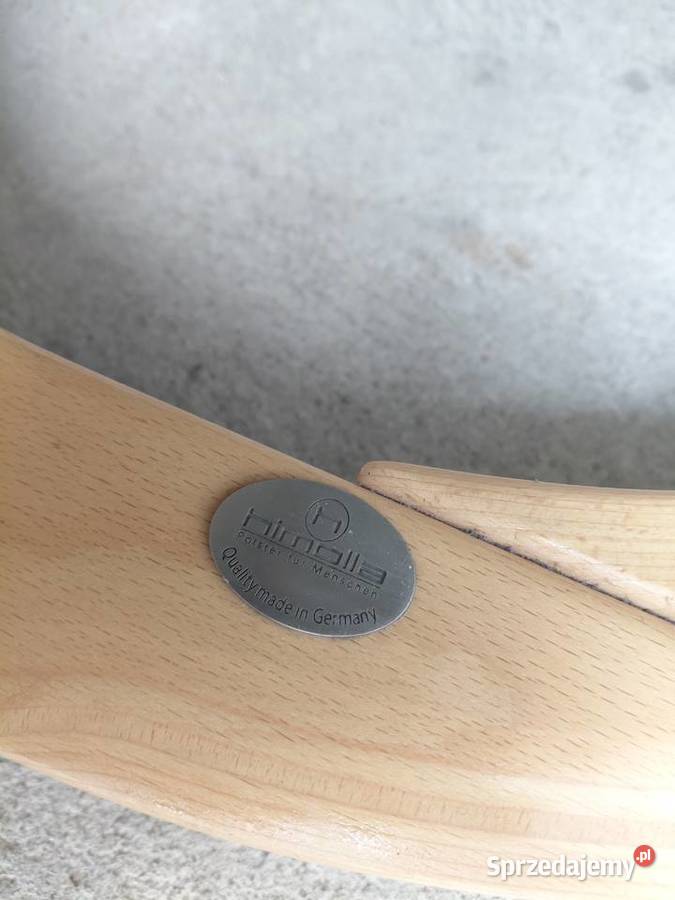 H
himolla
Polster für Menschen
Quality made in Germany
Sprzedajemy.pl